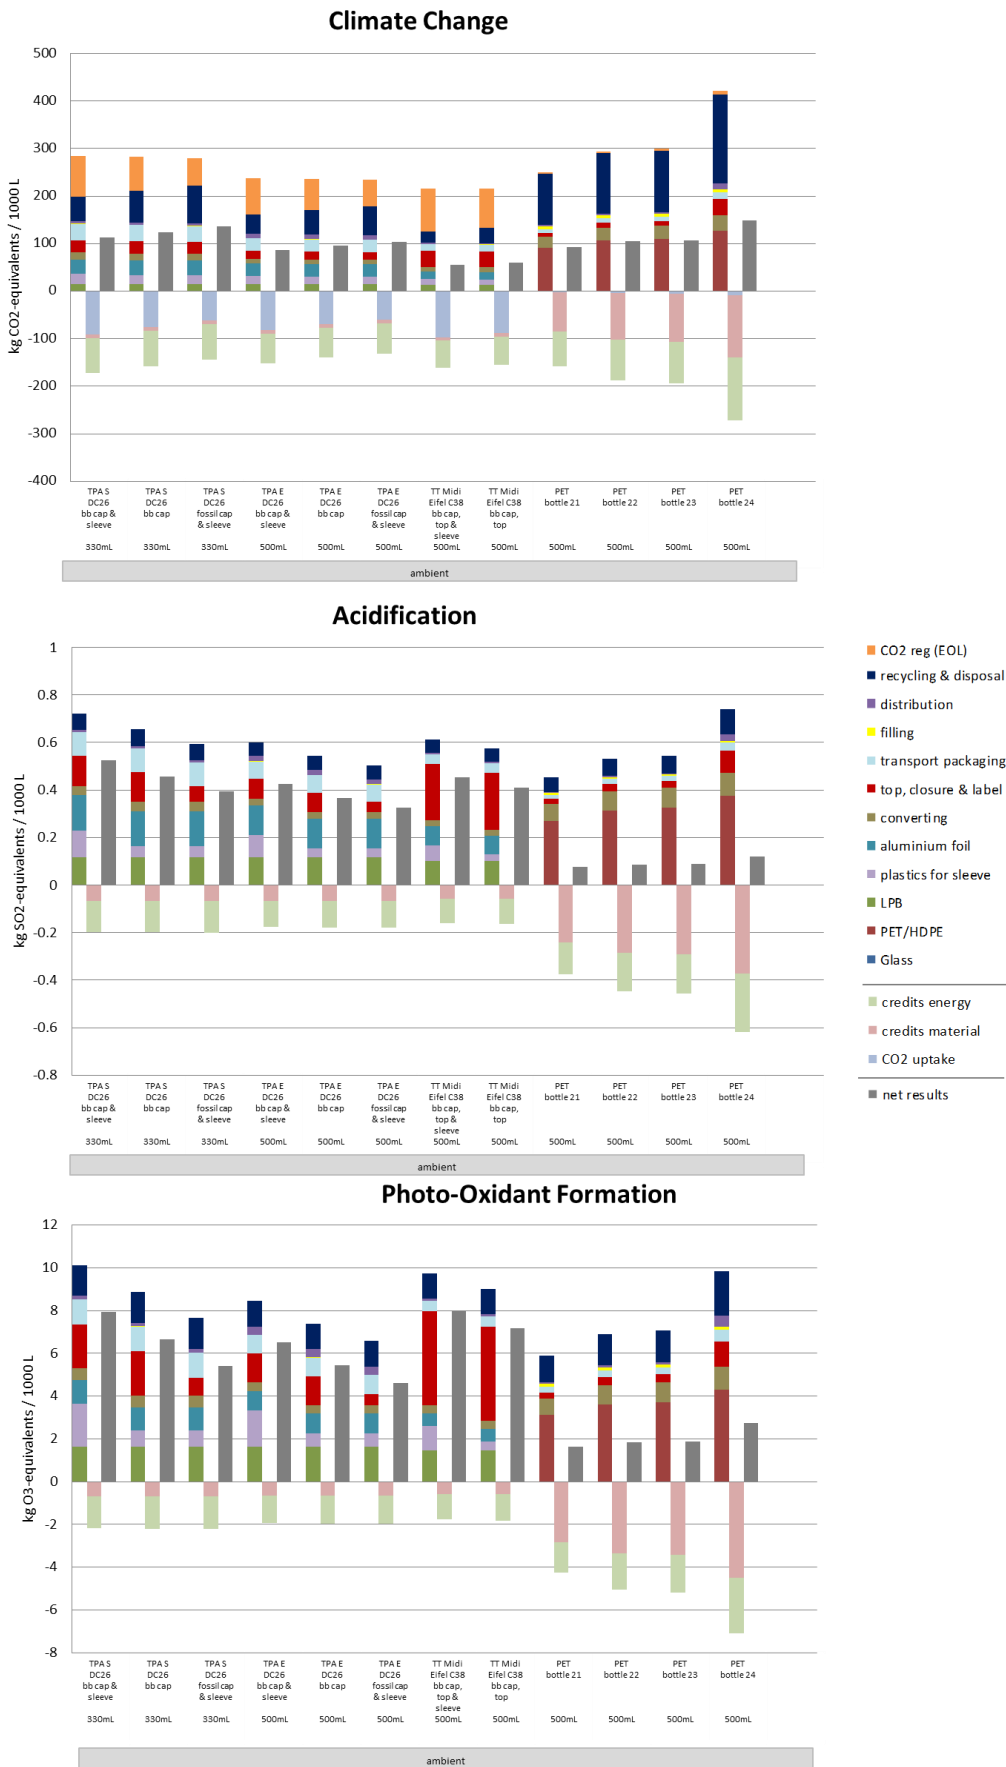 Climate Change
500
400
300
200
100
0
-100
-200
-300
-400
kg CO2-equivalents / 1000 L
TPA S DC26 bb cap & sleeve 330mL
TPA S DC26 bb cap 330mL
TPA S DC26 fossil cap & sleeve 330mL
TPA E DC26 bb cap & sleeve 500mL
TPA E DC26 bb cap 500mL
TPA E DC26 fossil cap & sleeve 500mL
TT Midi Eifel C38 bb cap, top & sleeve 500mL
TT Midi Eifel C38 bb cap, top 500mL
PET bottle 21 500mL
PET bottle 22 500mL
PET bottle 23 500mL
PET bottle 24 500mL
ambient
Acidification
1
0.8
0.6
0.4
0.2
0
-0.2
-0.4
-0.6
-0.8
kg SO2-equivalents / 1000 L
TPA S DC26 bb cap & sleeve 330mL
TPA S DC26 bb cap 330mL
TPA S DC26 fossil cap & sleeve 330mL
TPA E DC26 bb cap & sleeve 500mL
TPA E DC26 bb cap 500mL
TPA E DC26 fossil cap & sleeve 500mL
TT Midi Eifel C38 bb cap, top & sleeve 500mL
TT Midi Eifel C38 bb cap, top 500mL
PET bottle 21 500mL
PET bottle 22 500mL
PET bottle 23 500mL
PET bottle 24 500mL
ambient
CO2 reg (EOL)
recycling & disposal
distribution
filling
transport packaging
top, closure & label
converting
aluminium foil
plastics for sleeve
LPB
PET/HDPE
Glass
credits energy
credits material
CO2 uptake
net results
Photo-Oxidant Formation
12
10
8
6
4
2
0
-2
-4
-6
-8
kg O3-equivalents / 1000 L
TPA S DC26 bb cap & sleeve 330mL
TPA S DC26 bb cap 330mL
TPA S DC26 fossil cap & sleeve 330mL
TPA E DC26 bb cap & sleeve 500mL
TPA E DC26 bb cap 500mL
TPA E DC26 fossil cap & sleeve 500mL
TT Midi Eifel C38 bb cap, top & sleeve 500mL
TT Midi Eifel C38 bb cap, top 500mL
PET bottle 21 500mL
PET bottle 22 500mL
PET bottle 23 500mL
PET bottle 24 500mL
ambient